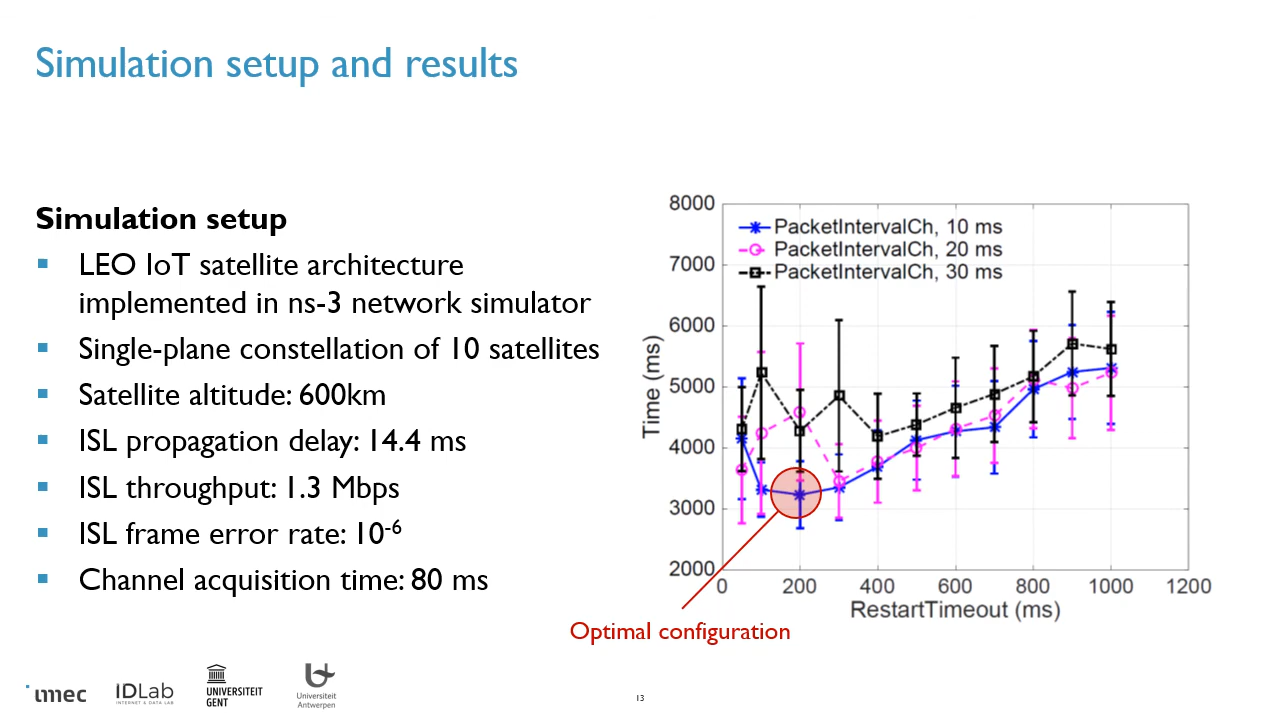 Simulation setup and results
Simulation setup
▪ LEO IoT satellite architecture
implemented in ns-3 network simulator
▪ Single-plane constellation of 10 satellites
▪ Satellite altitude: 600km
▪ ISL propagation delay: 14.4 ms
▪ ISL throughput: 1.3 Mbps
▪ ISL frame error rate: 10⁻⁶
▪ Channel acquisition time: 80 ms
8000
7000
6000
5000
4000
3000
2000
Time (ms)
PacketIntervalCh, 10 ms
PacketIntervalCh, 20 ms
PacketIntervalCh, 30 ms
0 200 400 600 800 1000 1200
RestartTimeout (ms)
Optimal configuration
imec
IDLab
INTERNET & DATA LAB
UNIVERSITEIT
GENT
Universiteit
Antwerpen
13